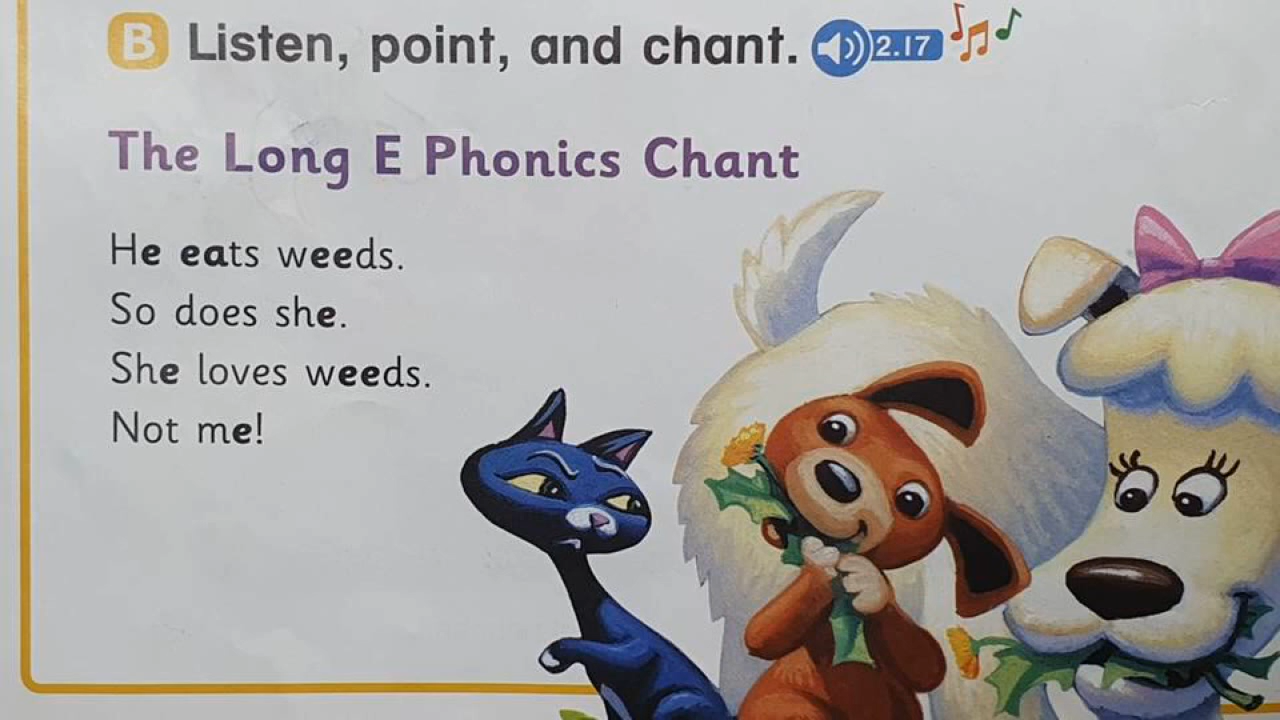 B Listen, point, and chant. 2.17
The Long E Phonics Chant
He eats weeds.
So does she.
She loves weeds.
Not me!